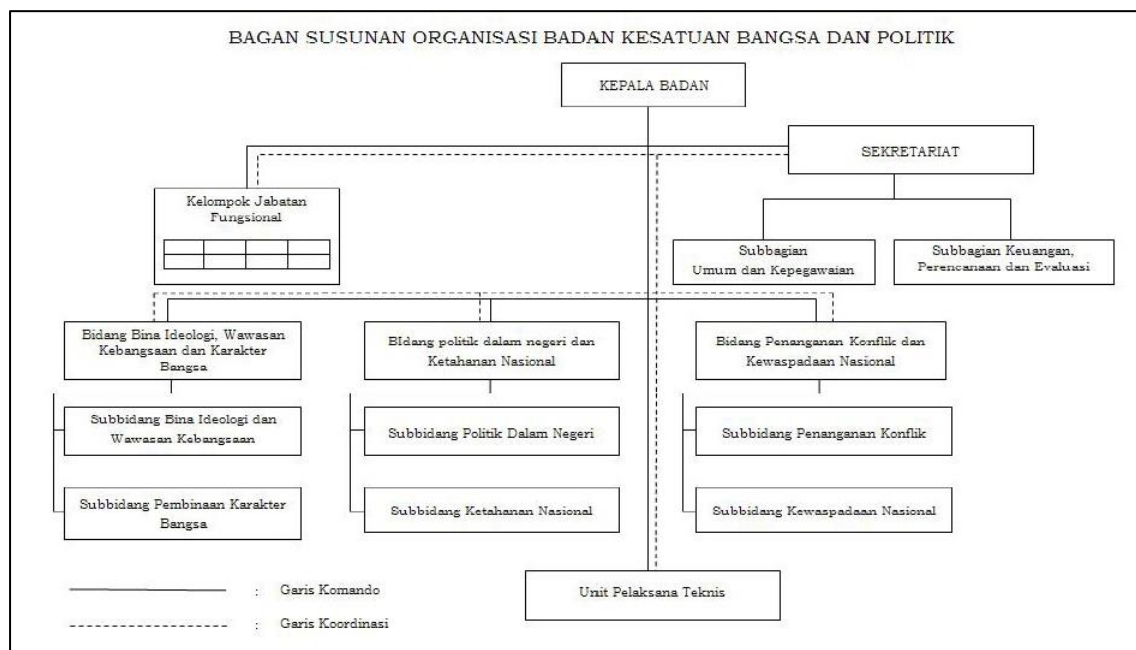 BAGAN SUSUNAN ORGANISASI BADAN KESATUAN BANGSA DAN POLITIK
KEPALA BADAN
SEKRETARIAT
Kelompok Jabatan
Fungsional
Subbagian
Umum dan Kepegawaian
Subbagian Keuangan,
Perencanaan dan Evaluasi
Bidang Bina Ideologi, Wawasan
Kebangsaan dan Karakter
Bangsa
BIdang politik dalam negeri dan
Ketahanan Nasional
Bidang Penanganan Konflik dan
Kewaspadaan Nasional
Subbidang Bina Ideologi dan
Wawasan Kebangsaan
Subbidang Politik Dalam Negeri
Subbidang Penanganan Konflik
Subbidang Pembinaan Karakter
Bangsa
Subbidang Ketahanan Nasional
Subbidang Kewaspadaan Nasional
Unit Pelaksana Teknis
: Garis Komando
: Garis Koordinasi